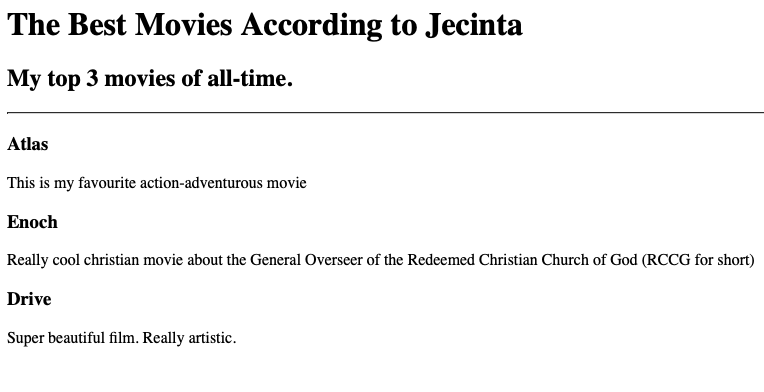 The Best Movies According to Jecinta
My top 3 movies of all-time.
Atlas
This is my favourite action-adventurous movie
Enoch
Really cool christian movie about the General Overseer of the Redeemed Christian Church of God (RCCG for short)
Drive
Super beautiful film. Really artistic.